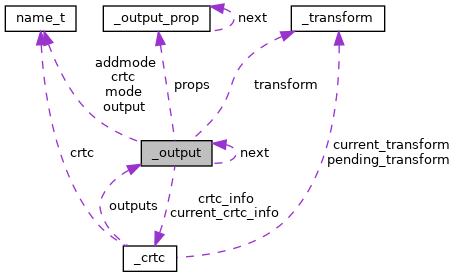 name_t
_output_prop
next
_transform
addmode
crtc
mode
output
props
transform
crtc
_output
next
current_transform
pending_transform
outputs
crtc_info
current_crtc_info
_crtc